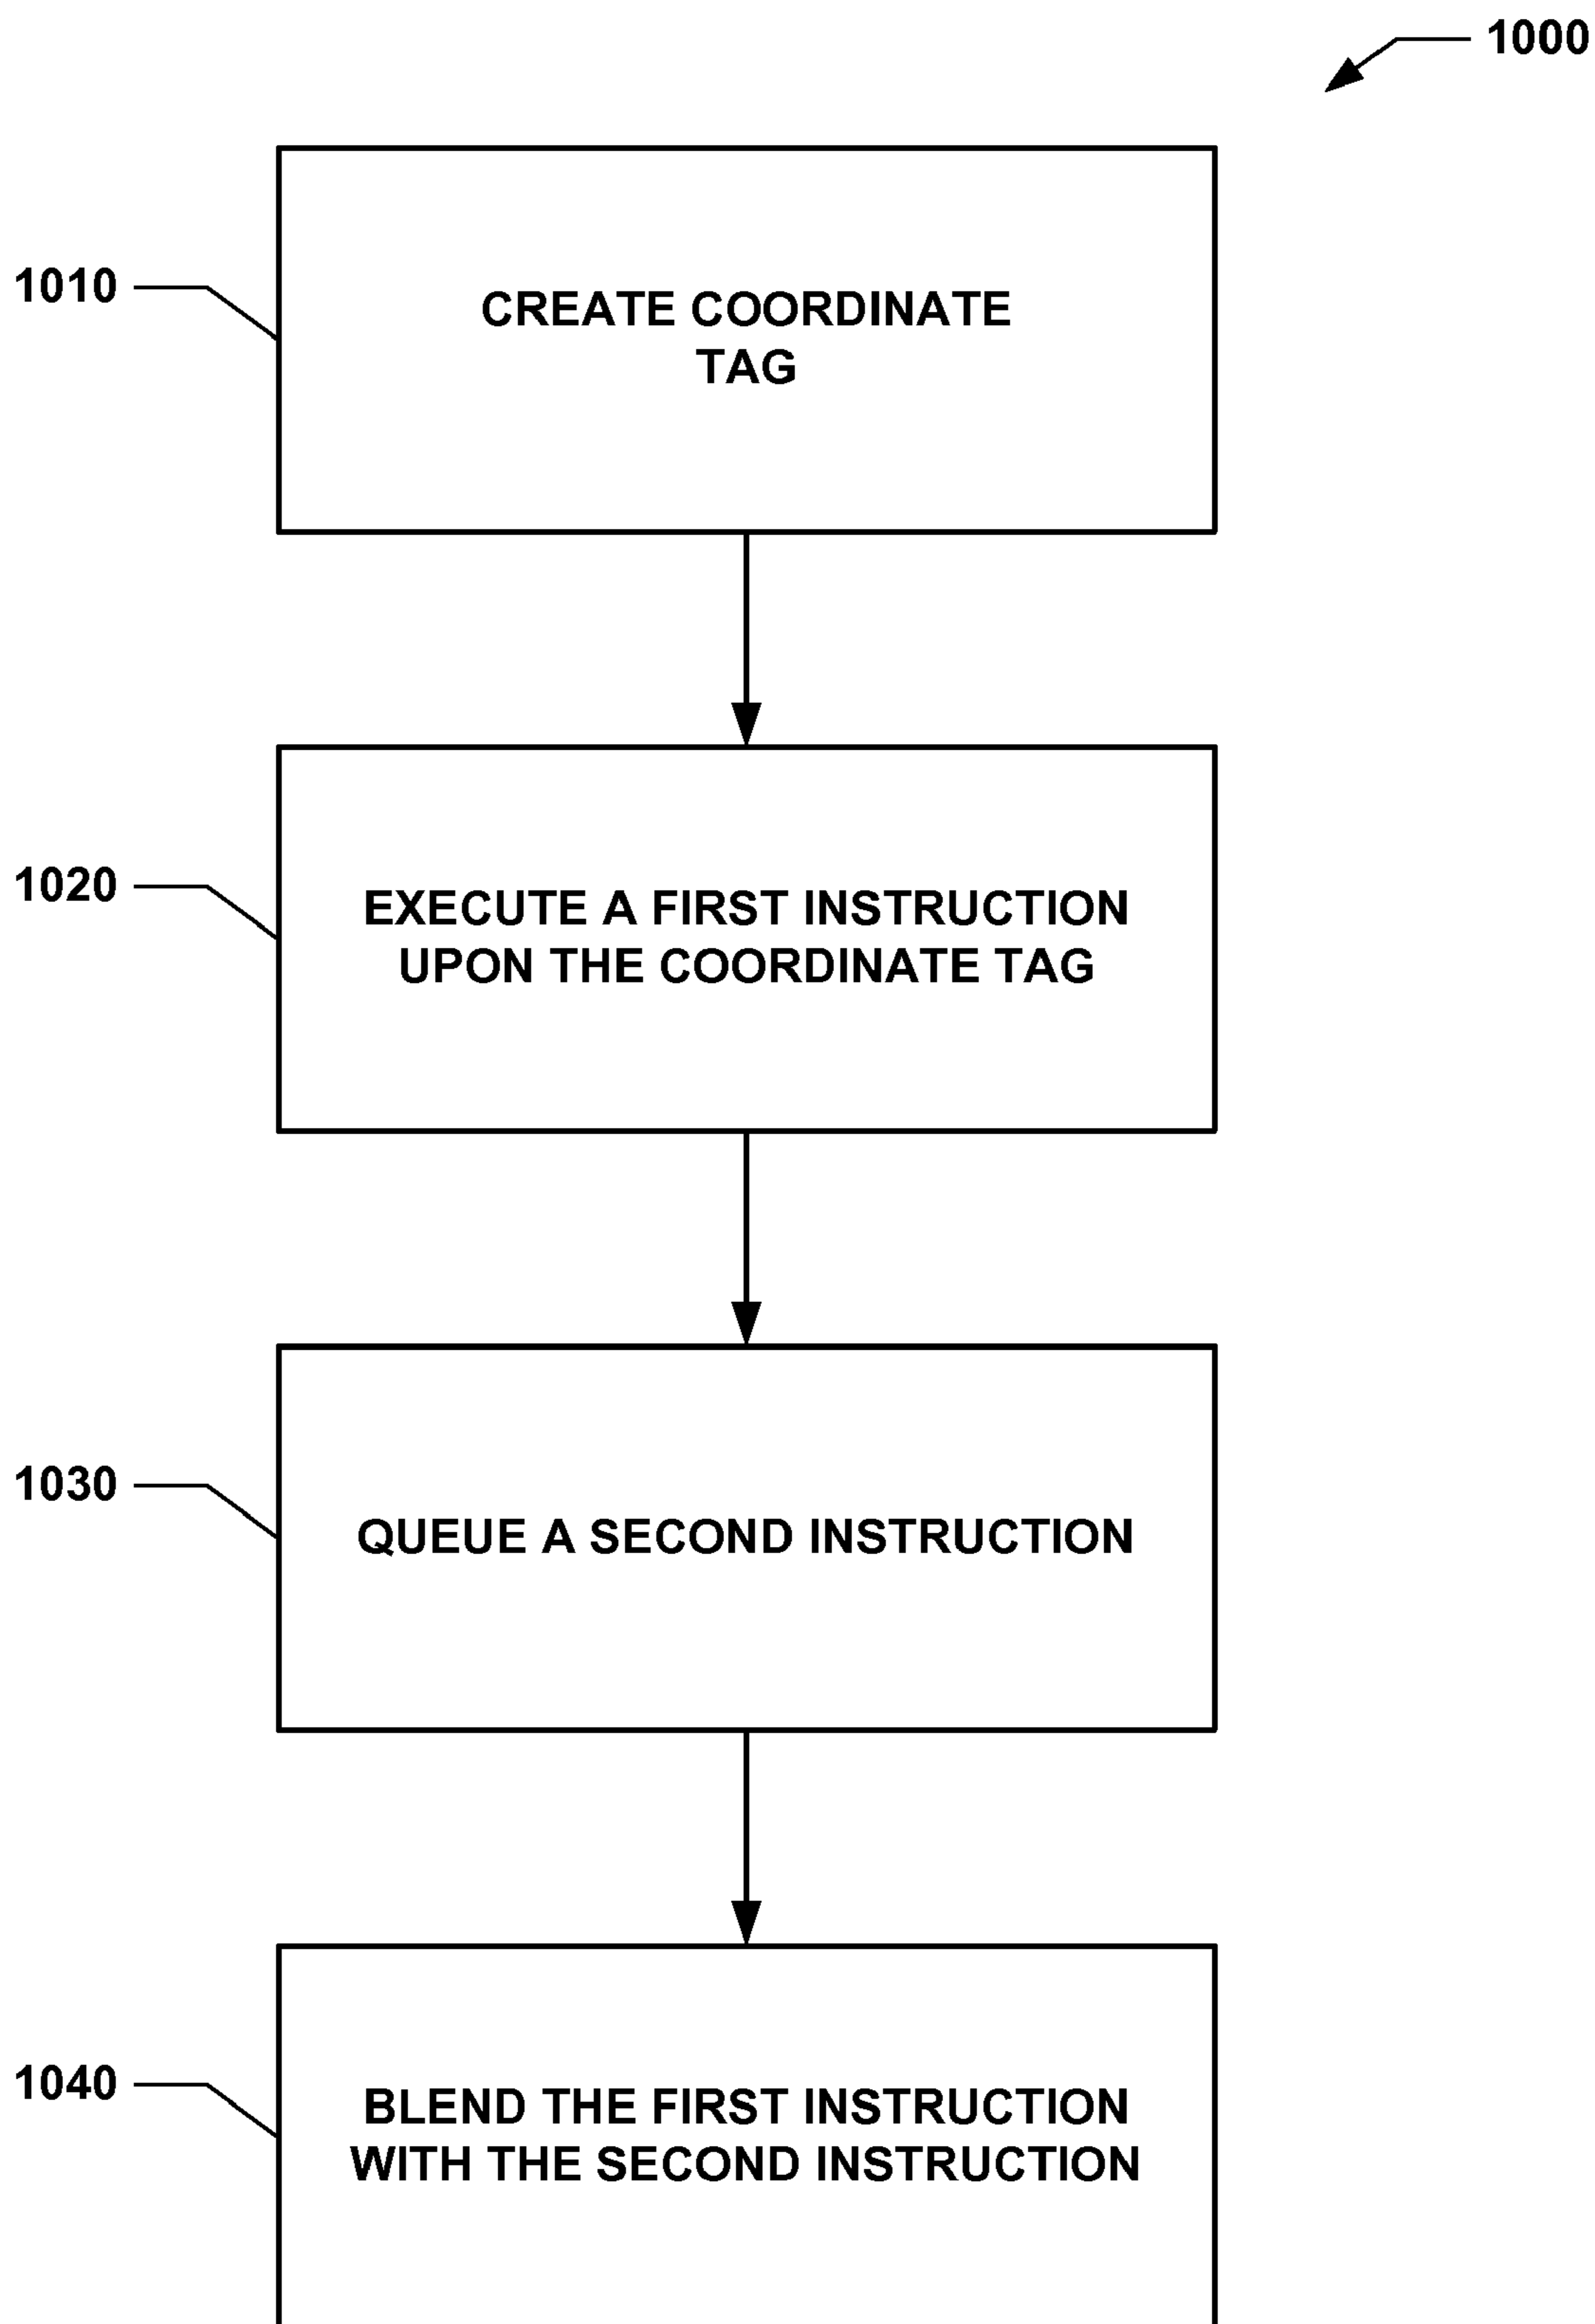 1000
1010
CREATE COORDINATE
TAG
1020
EXECUTE A FIRST INSTRUCTION
UPON THE COORDINATE TAG
1030
QUEUE A SECOND INSTRUCTION
1040
BLEND THE FIRST INSTRUCTION
WITH THE SECOND INSTRUCTION